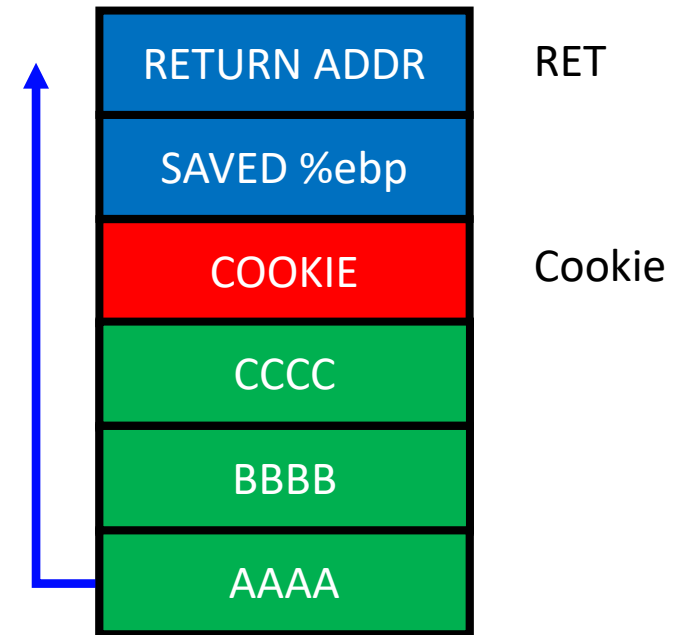 RETURN ADDR RET
SAVED %ebp
COOKIE Cookie
CCCC
BBBB
AAAA